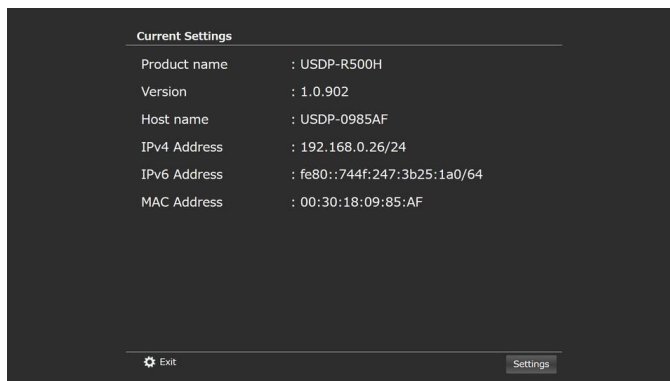 Current Settings
Product name : USDP-R500H
Version : 1.0.902
Host name : USDP-0985AF
IPv4 Address : 192.168.0.26/24
IPv6 Address : fe80::744f:247:3b25:1a0/64
MAC Address : 00:30:18:09:85:AF
Exit
Settings